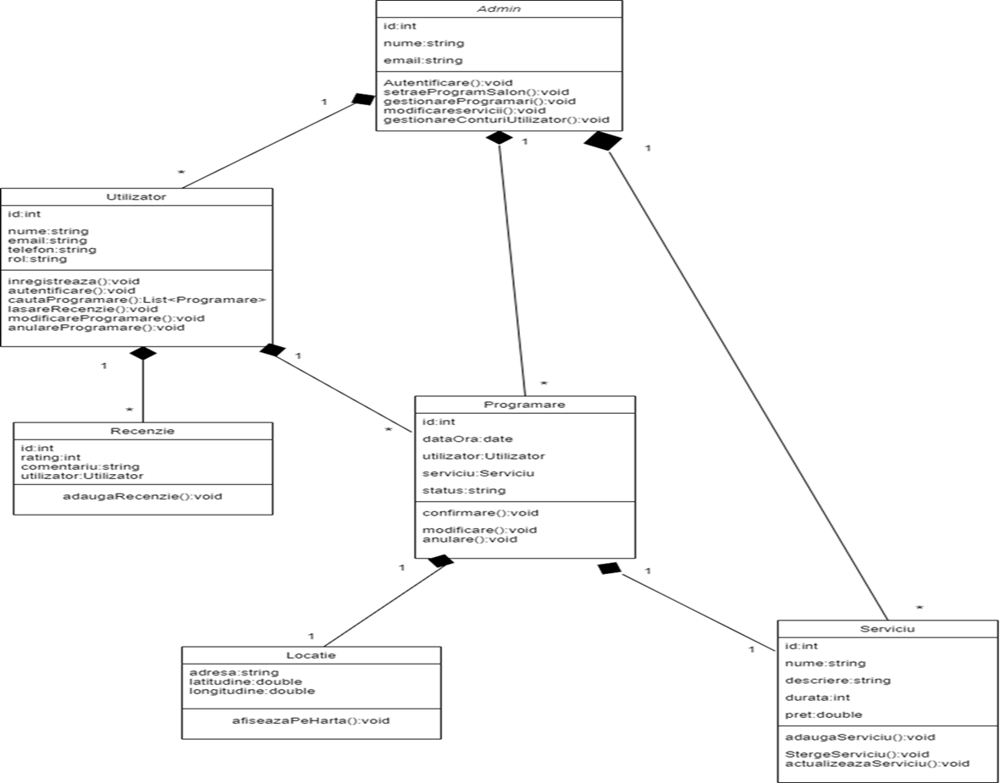 Admin
id:int
nume:string
email:string
Autentificare():void
setraeProgramSalon():void
gestionareProgramari():void
modificareservicii():void
gestionareConturiUtilizator():void
1
1
1
*
Utilizator
id:int
nume:string
email:string
telefon:string
rol:string
inregistreaza():void
autentificare():void
cautaProgramare():List<Programare>
lasareRecenzie():void
modificareProgramare():void
anulareProgramare():void
1
1
*
*
*
Recenzie
id:int
rating:int
comentariu:string
utilizator:Utilizator
adaugaRecenzie():void
Programare
id:int
dataOra:date
utilizator:Utilizator
serviciu:Serviciu
status:string
confirmare():void
modificare():void
anulare():void
1
1
*
1
1
Locatie
adresa:string
latitudine:double
longitudine:double
afiseazaPeHarta():void
Serviciu
id:int
nume:string
descriere:string
durata:int
pret:double
adaugaServiciu():void
StergeServiciu():void
actualizeazaServiciu():void